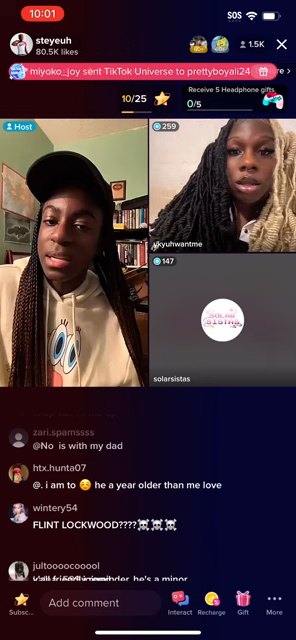 10:01
SOS
steyeuh
80.5K likes
1.5K
miyoko_joy sent TikTok Universe to prettyboyali24
10/25
Receive 5 Headphone gifts
0/5
Host
259
ykyuhwantme
147
SOLAR
SISTAS
solarsistas
zari.spamssss
@No is with my dad
htx.hunta07
@. i am to ☺️ he a year older than me love
wintery54
FLINT LOCKWOOD????☠️☠️☠️
jultoooocooool
he's a minor
Subsc...
Add comment
Interact
Recharge
Gift
More